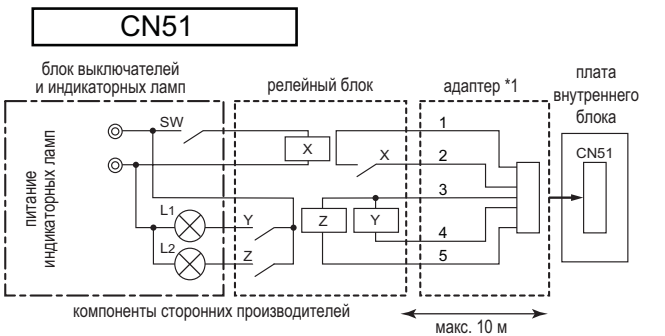 CN51
блок выключателей
и индикаторных ламп
релейный блок
адаптер *1
плата
внутреннего
блока
питание
индикаторных ламп
SW
X
X
1
2
3
4
5
CN51
L1
Y
Z
Y
L2
Z
компоненты сторонних производителей
макс. 10 м